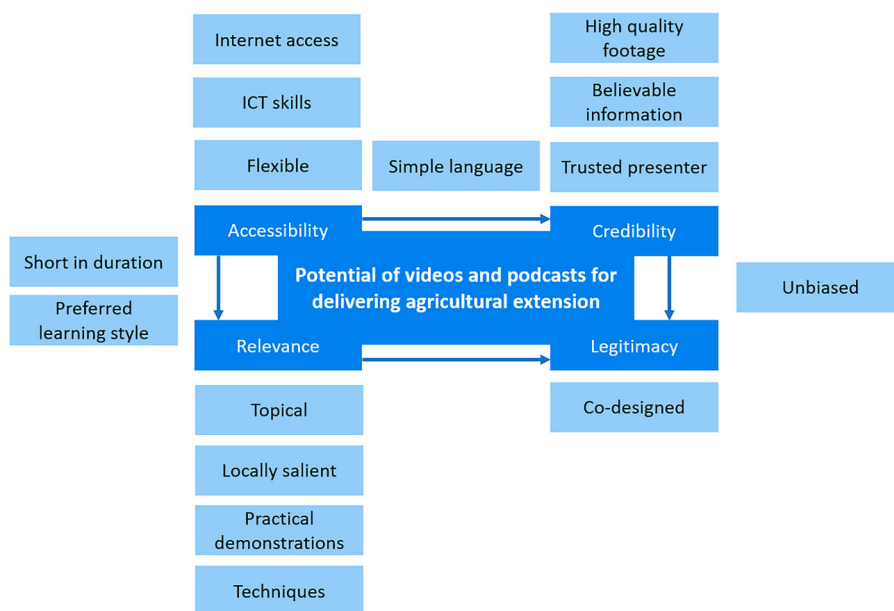 Internet access
High quality
footage
ICT skills
Believable
information
Flexible
Simple language
Trusted presenter
Accessibility
Credibility
Short in duration
Potential of videos and podcasts for
delivering agricultural extension
Unbiased
Preferred
learning style
Relevance
Legitimacy
Topical
Co-designed
Locally salient
Practical
demonstrations
Techniques